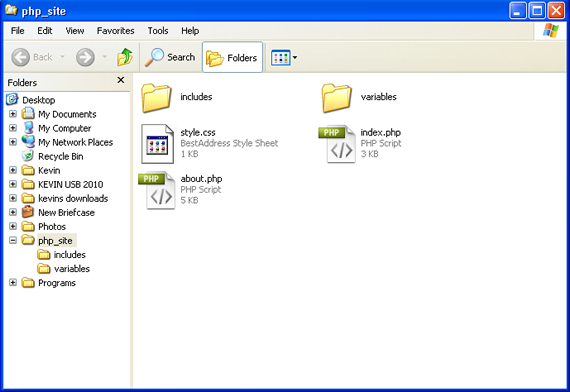 php_site
File Edit View Favorites Tools Help
Back Search Folders
Folders
Desktop
My Documents
My Computer
My Network Places
Recycle Bin
Kevin
KEVIN USB 2010
kevins downloads
New Briefcase
Photos
php_site
includes
variables
Programs
includes
variables
style.css
BestAddress Style Sheet
1 KB
PHP
index.php
PHP Script
3 KB
PHP
about.php
PHP Script
5 KB